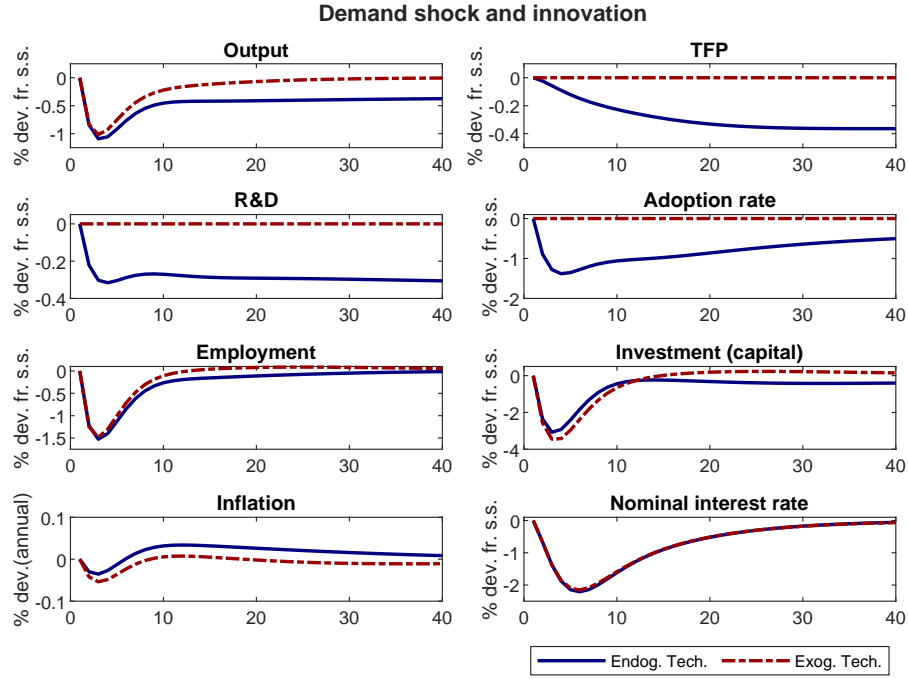 Demand shock and innovation
Output
% dev. fr. s.s.
0
-0.5
-1
0 10 20 30 40
TFP
% dev. fr. s.s.
0
-0.2
-0.4
0 10 20 30 40
R&D
% dev. fr. s.s.
0
-0.2
-0.4
0 10 20 30 40
Adoption rate
% dev. fr. s.s.
0
-1
-2
0 10 20 30 40
Employment
% dev. fr. s.s.
0
-0.5
-1
-1.5
0 10 20 30 40
Investment (capital)
% dev. fr. s.s.
0
-2
-4
0 10 20 30 40
Inflation
% dev.(annual)
0.1
0
-0.1
0 10 20 30 40
Nominal interest rate
% dev. fr. s.s.
0
-1
-2
0 10 20 30 40
Endog. Tech. Exog. Tech.